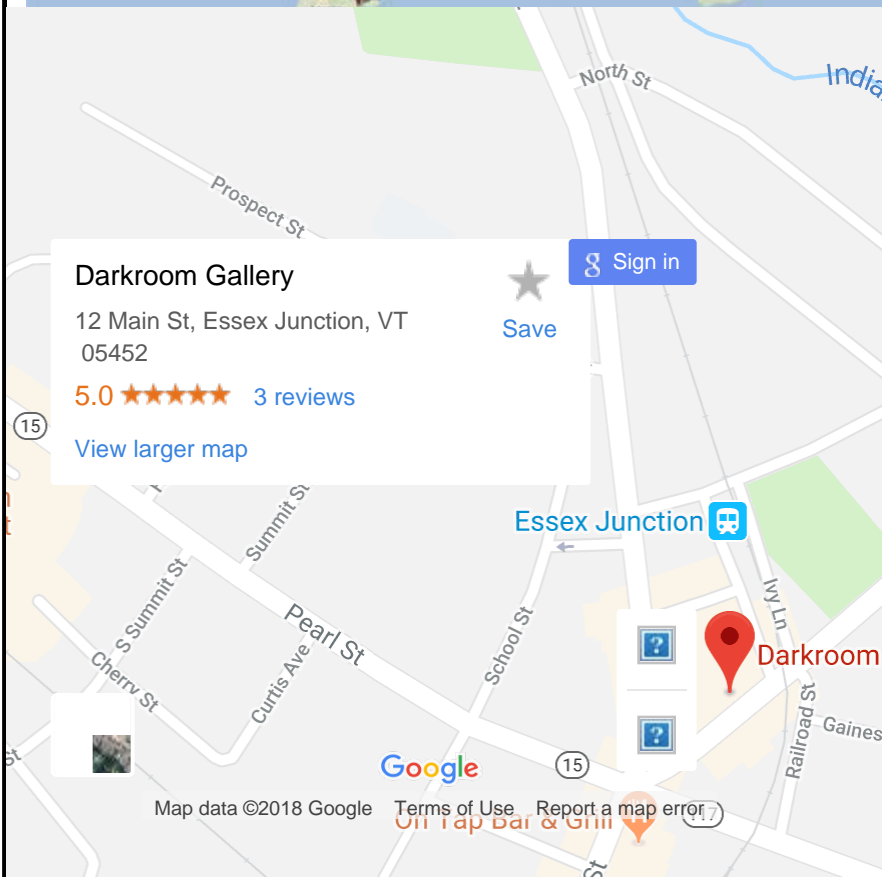 North St
India
Prospect St
Darkroom Gallery
12 Main St, Essex Junction, VT
05452
5.0
3 reviews
View larger map
Save
g Sign in
15
Summit St
Essex Junction
S Summit St
Ivy Ln
Pearl St
School St
Cherry St
Curtis Ave
Darkroom
Railroad St
Gaines
St
Google
15
Map data ©2018 Google Terms of Use Report a map error
On Tap Bar & Grill
117
St